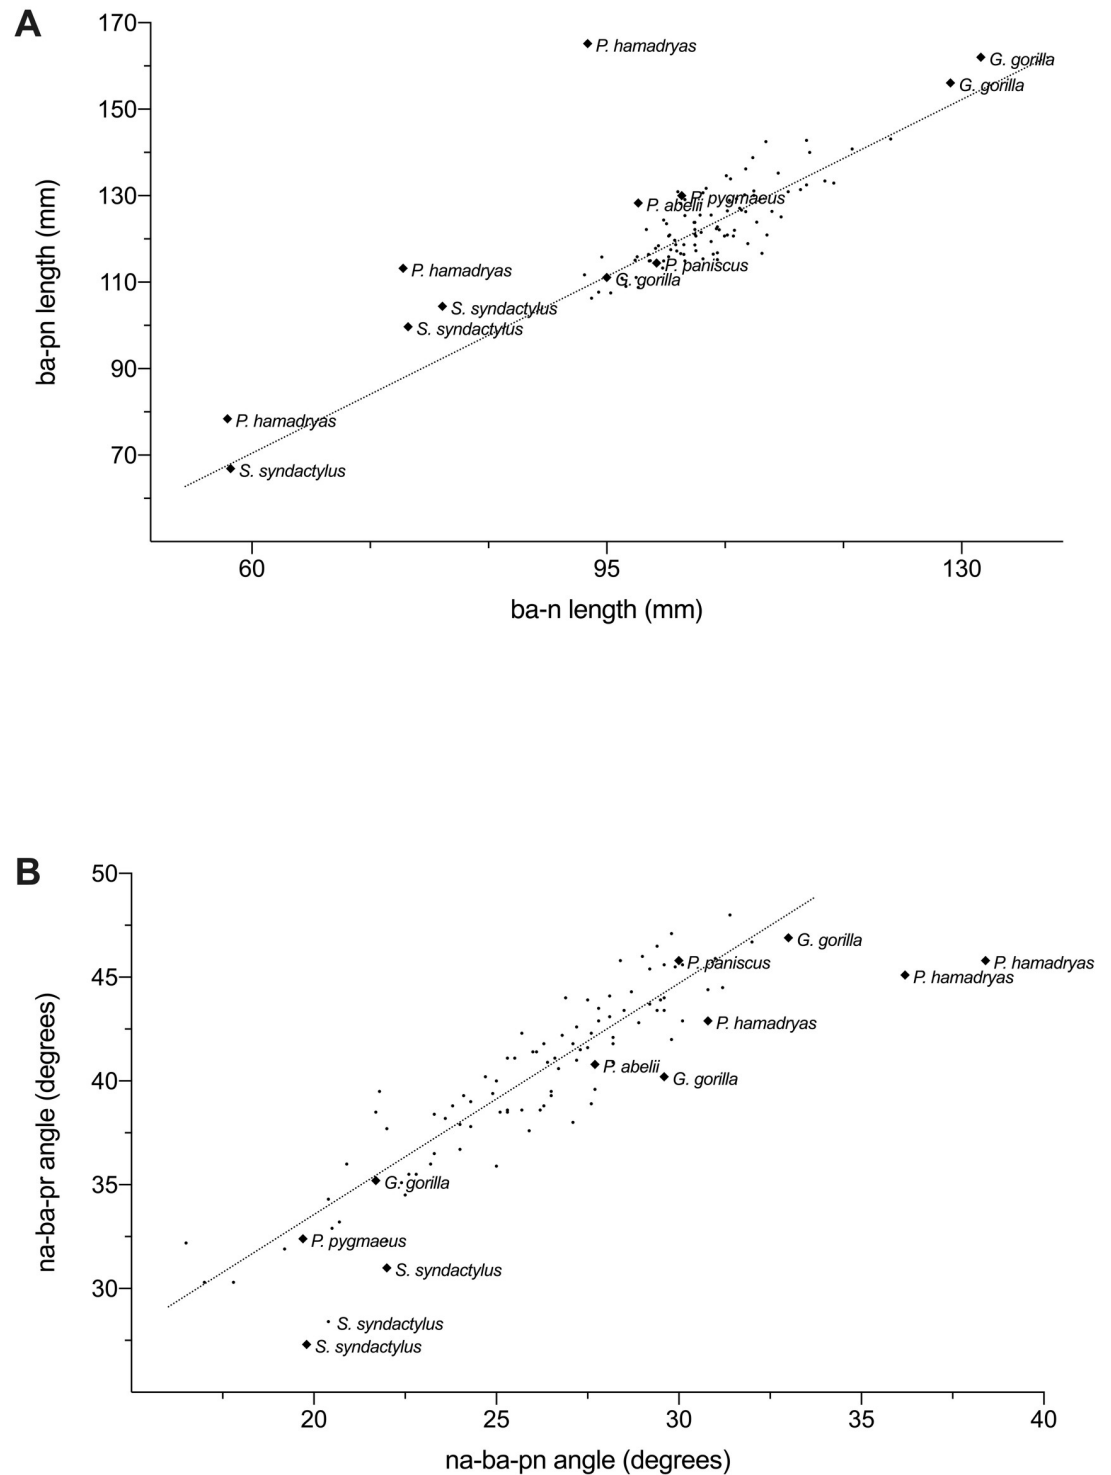 A
170
150
130
110
90
70
ba-pn length (mm)
P. hamadryas
G. gorilla
G. gorilla
P. pygmaeus
P. abelii
P. paniscus
P. hamadryas
G. gorilla
S. syndactylus
S. syndactylus
P. hamadryas
S. syndactylus
60 95 130
ba-n length (mm)
B
50
45
40
35
30
na-ba-pr angle (degrees)
G. gorilla
P. paniscus
P. hamadryas
P. hamadryas
P. hamadryas
P. abelii
G. gorilla
G. gorilla
P. pygmaeus
S. syndactylus
S. syndactylus
S. syndactylus
20 25 30 35 40
na-ba-pn angle (degrees)